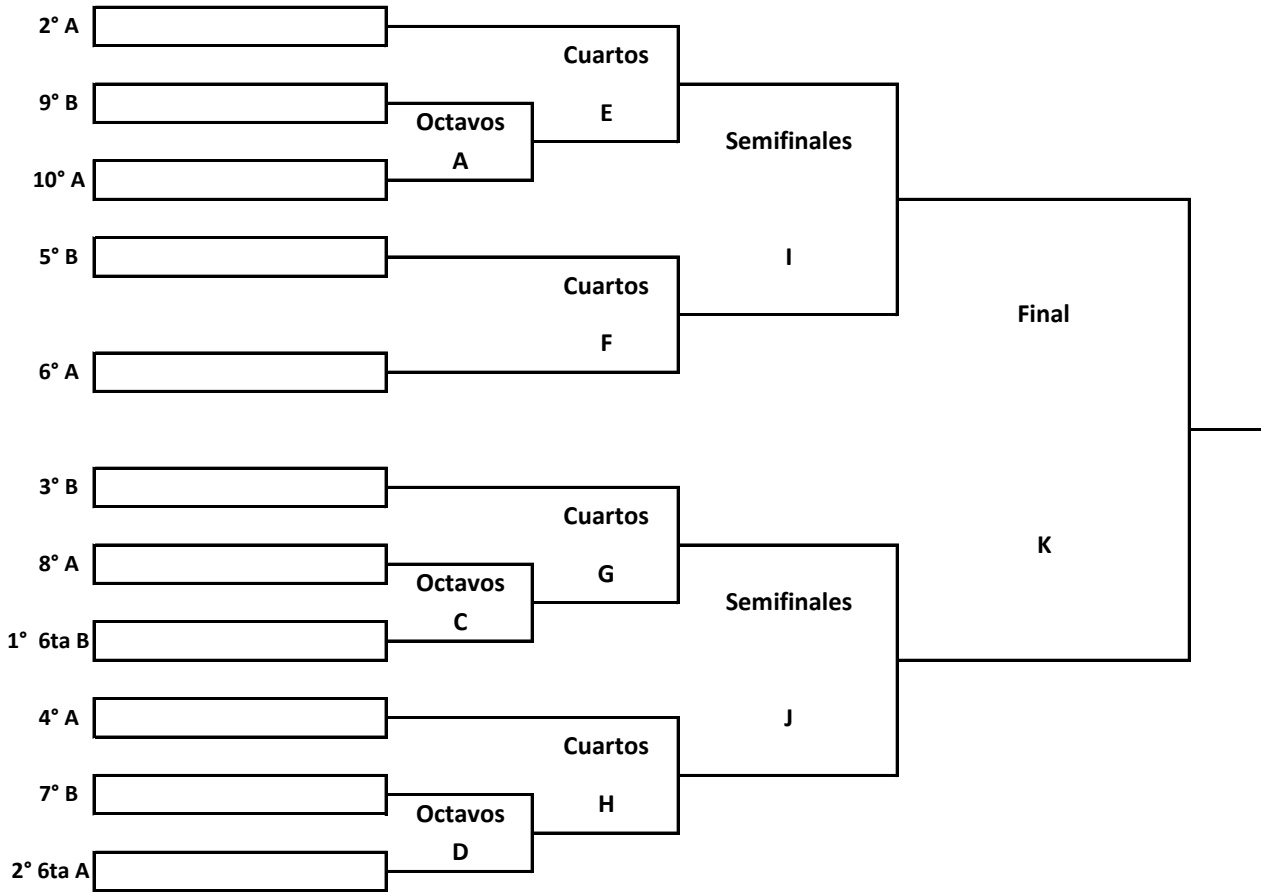 2° A
Cuartos
9° B
E
Octavos
Semifinales
A
10° A
5° B
I
Cuartos
Final
F
6° A
3° B
Cuartos
K
8° A
G
Octavos
Semifinales
C
1° 6ta B
4° A
J
Cuartos
7° B
H
Octavos
D
2° 6ta A